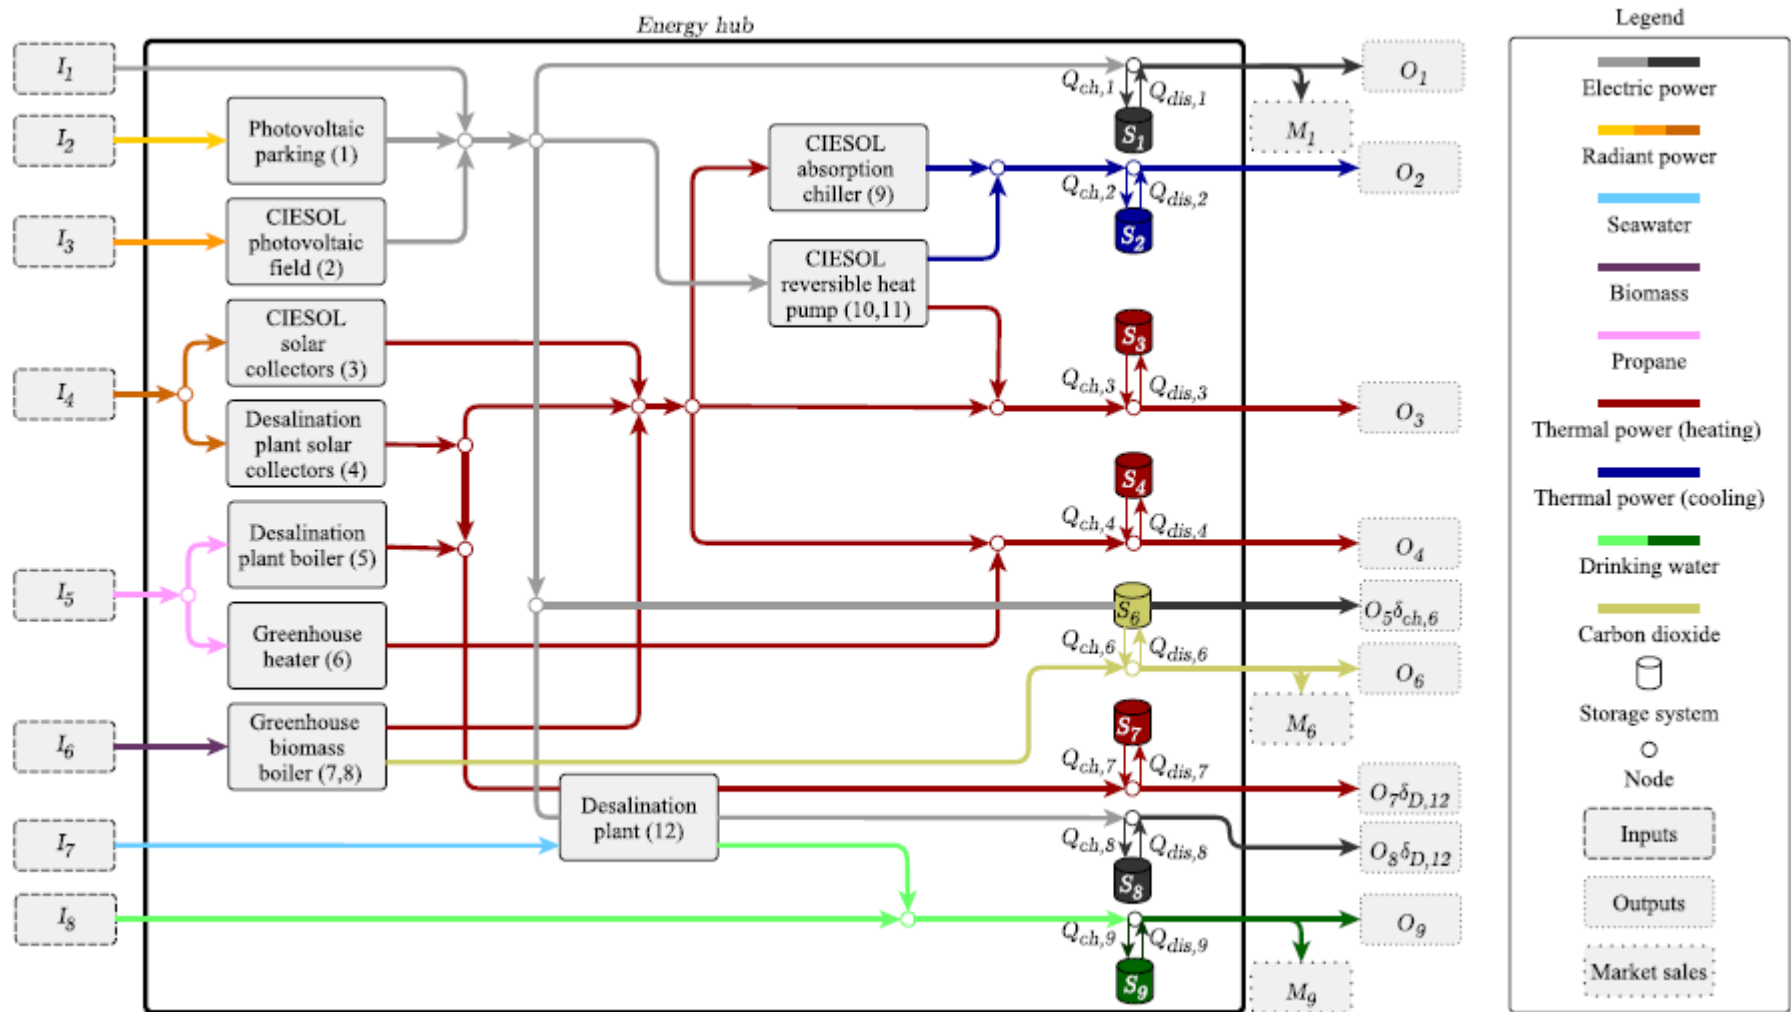 Energy hub
Legend
I1
I2
I3
I4
I5
I6
I7
I8
Photovoltaic
parking (1)
CIESOL
photovoltaic
field (2)
CIESOL
solar
collectors (3)
Desalination
plant solar
collectors (4)
Desalination
plant boiler (5)
Greenhouse
heater (6)
Greenhouse
biomass
boiler (7,8)
Desalination
plant (12)
CIESOL
absorption
chiller (9)
CIESOL
reversible heat
pump (10,11)
Qch,1
Qdis,1
S1
Qch,2
Qdis,2
S2
S3
Qch,3
Qdis,3
S4
Qch,4
Qdis,4
S6
Qch,6
Qdis,6
S7
Qch,7
Qdis,7
Qch,8
Qdis,8
S8
Qch,9
Qdis,9
S9
O1
M1
O2
O3
O4
O5δch,6
O6
M6
O7δD,12
O8δD,12
O9
M9
Electric power
Radiant power
Seawater
Biomass
Propane
Thermal power (heating)
Thermal power (cooling)
Drinking water
Carbon dioxide
Storage system
Node
Inputs
Outputs
Market sales